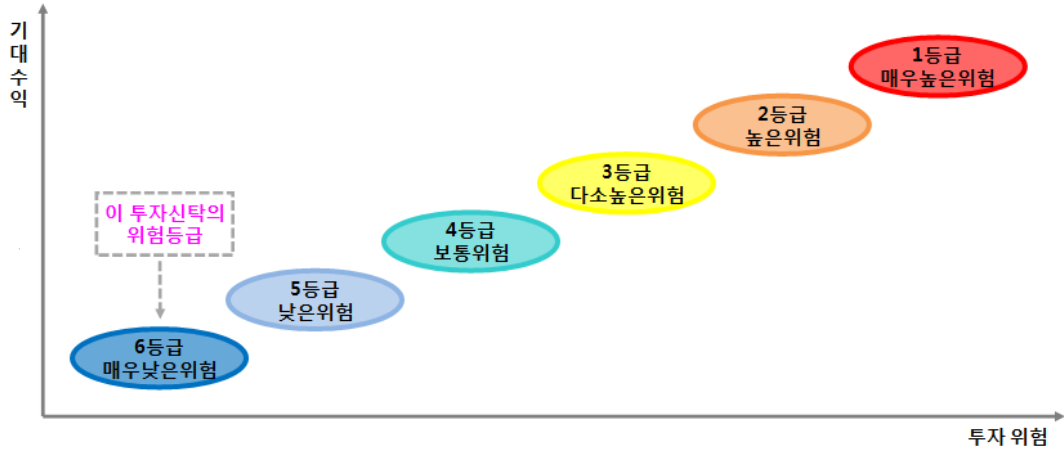 기대수익
1등급
매우높은위험
2등급
높은위험
3등급
다소높은위험
이 투자신탁의
위험등급
4등급
보통위험
5등급
낮은위험
6등급
매우낮은위험
투자 위험